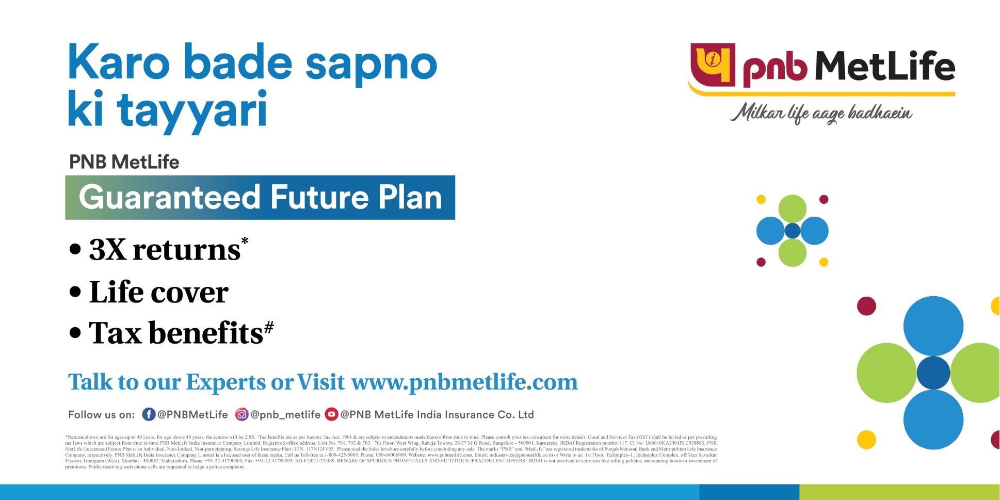 Karo bade sapno
ki tayyari
pnb MetLife
Milkar life aage badhaein
PNB MetLife
Guaranteed Future Plan
• 3X returns*
• Life cover
• Tax benefits#
Talk to our Experts or Visit www.pnbmetlife.com
Follow us on: @PNBMetLife @pnb_metlife @PNB MetLife India Insurance Co. Ltd
*Returns shown are for ages up to 40 years, for age above 40 years, the returns will be 2.8X. Tax benefits are as per Income Tax Act, 1961 & are subject to amendments made thereto from time to time. Please consult your tax consultant for more details. Good and Services Tax (GST) shall be levied as per prevailing
tax laws which are subject from time to time.PNB MetLife India Insurance Company Limited, Registered office address: Unit No. 701, 702 & 703, 7th Floor, West Wing, Raheja Towers, 26/27 M G Road, Bangalore - 560001, Karnataka. IRDAI Registration number 117. CI No: U66010KA2001PLC028883. PNB
MetLife Guaranteed Future Plan is an Individual, Non-Linked, Non-participating, Savings Life Insurance Plan | UIN: 117N124V03. Please read the Sales brochure carefully before concluding any sale. The marks “PNB” and “MetLife” are registered trademarks of Punjab National Bank and Metropolitan Life Insurance
Company, respectively. PNB MetLife India Insurance Company Limited is a licensed user of these marks. Call us Toll-free at 1-800-425-6969. Phone: 080-66006969, Website: www.pnbmetlife.com, Email: indiaservice@pnbmetlife.co.in or Write to us: 1st Floor, Techniplex-1, Techniplex Complex, off Veer Savarkar
Flyover, Goregaon (West), Mumbai - 400062, Maharashtra. Phone: +91-22-41790000, Fax: +91-22-41790203. AD-F/2021-22/439. BEWARE OF SPURIOUS PHONE CALLS AND FICTITIOUS /FRAUDULENT OFFERS! IRDAI is not involved in activities like selling policies, announcing bonus or investment of
premiums. Public receiving such phone calls are requested to lodge a police complaint.